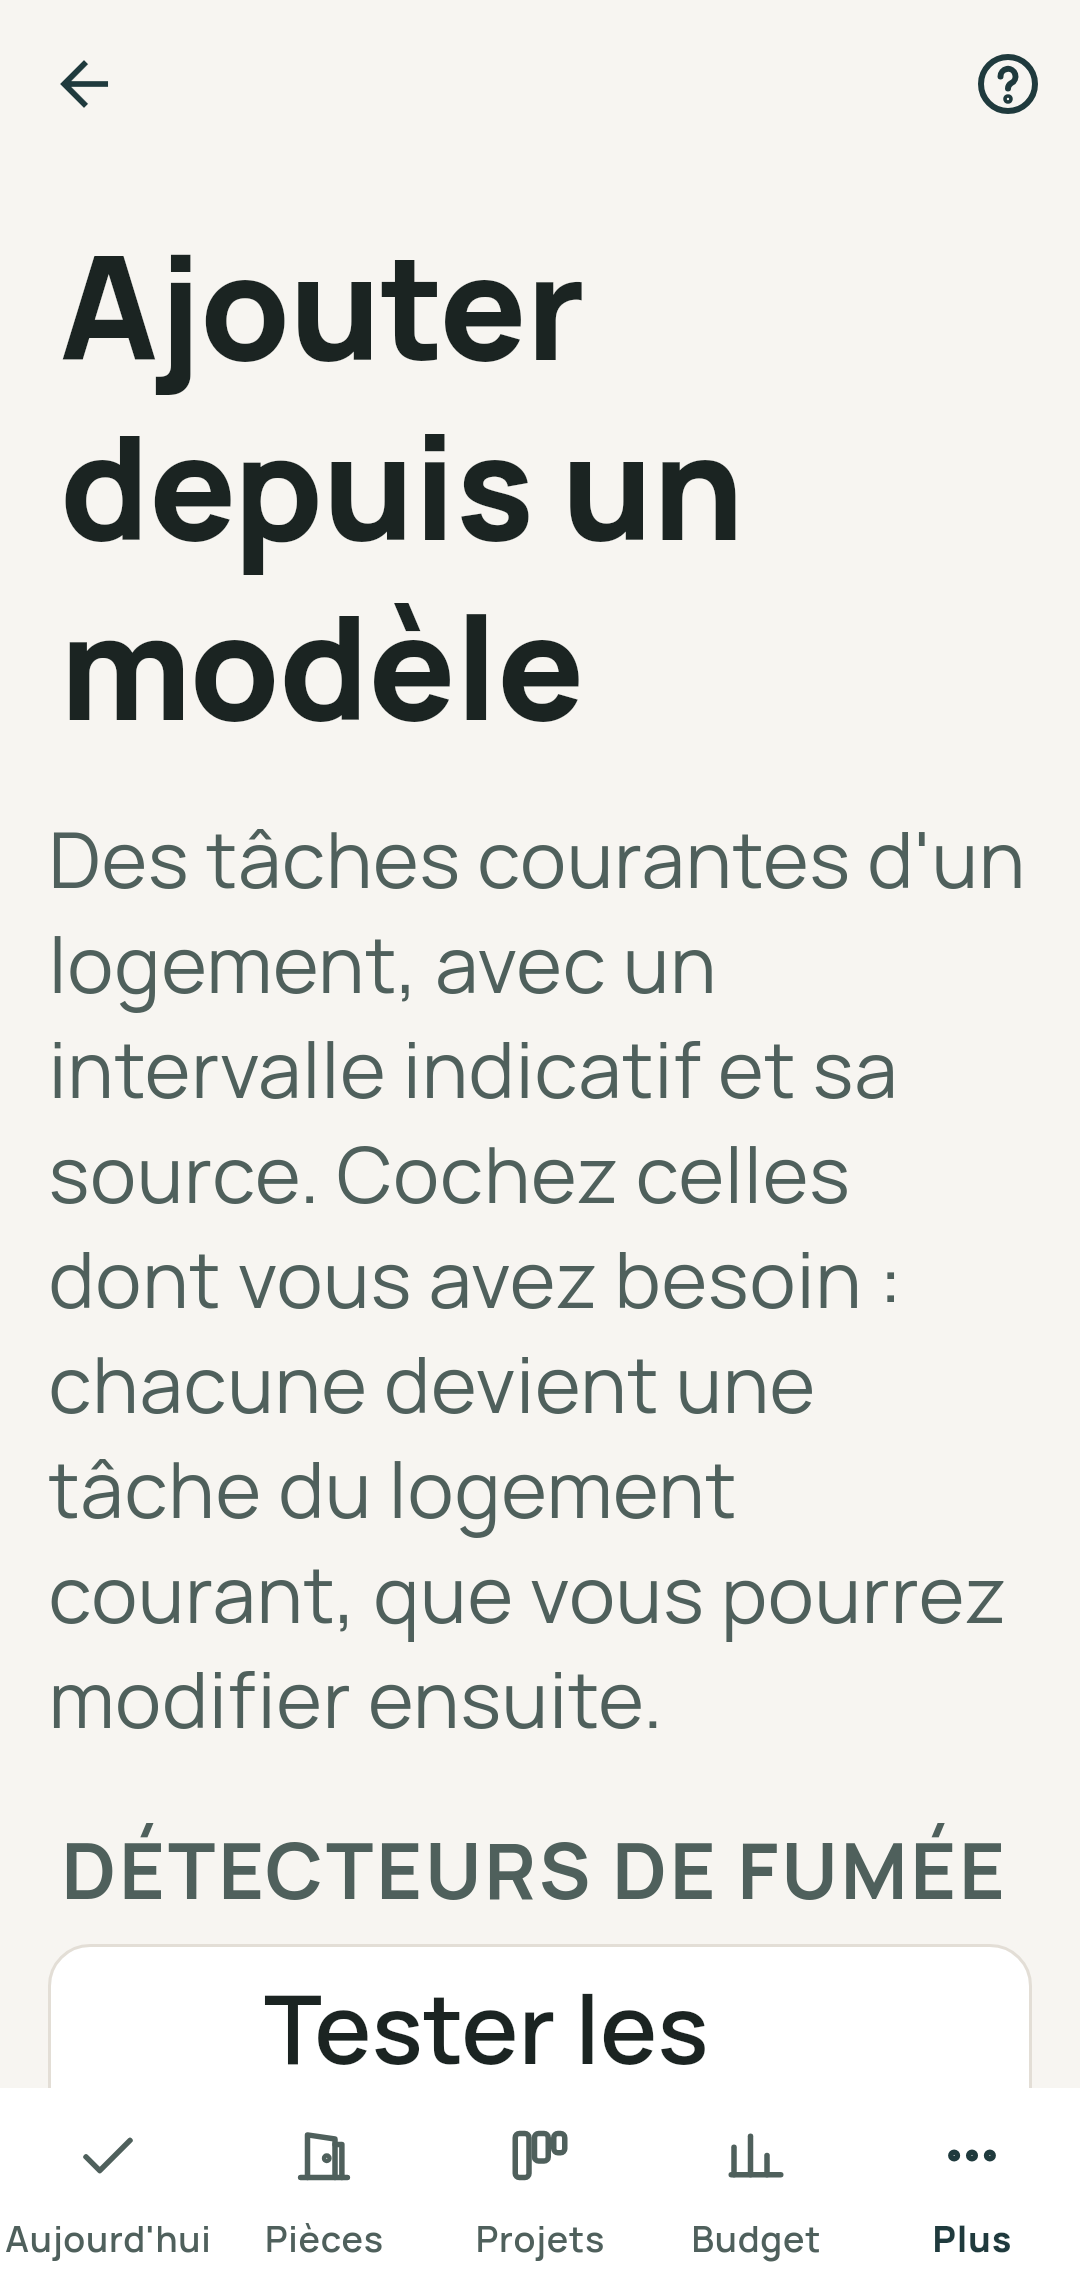 Ajouter
depuis un
modèle
Des tâches courantes d'un
logement, avec un
intervalle indicatif et sa
source. Cochez celles
dont vous avez besoin :
chacune devient une
tâche du logement
courant, que vous pourrez
modifier ensuite.
DÉTECTEURS DE FUMÉE
Tester les
Aujourd'hui
Pièces
Projets
Budget
Plus